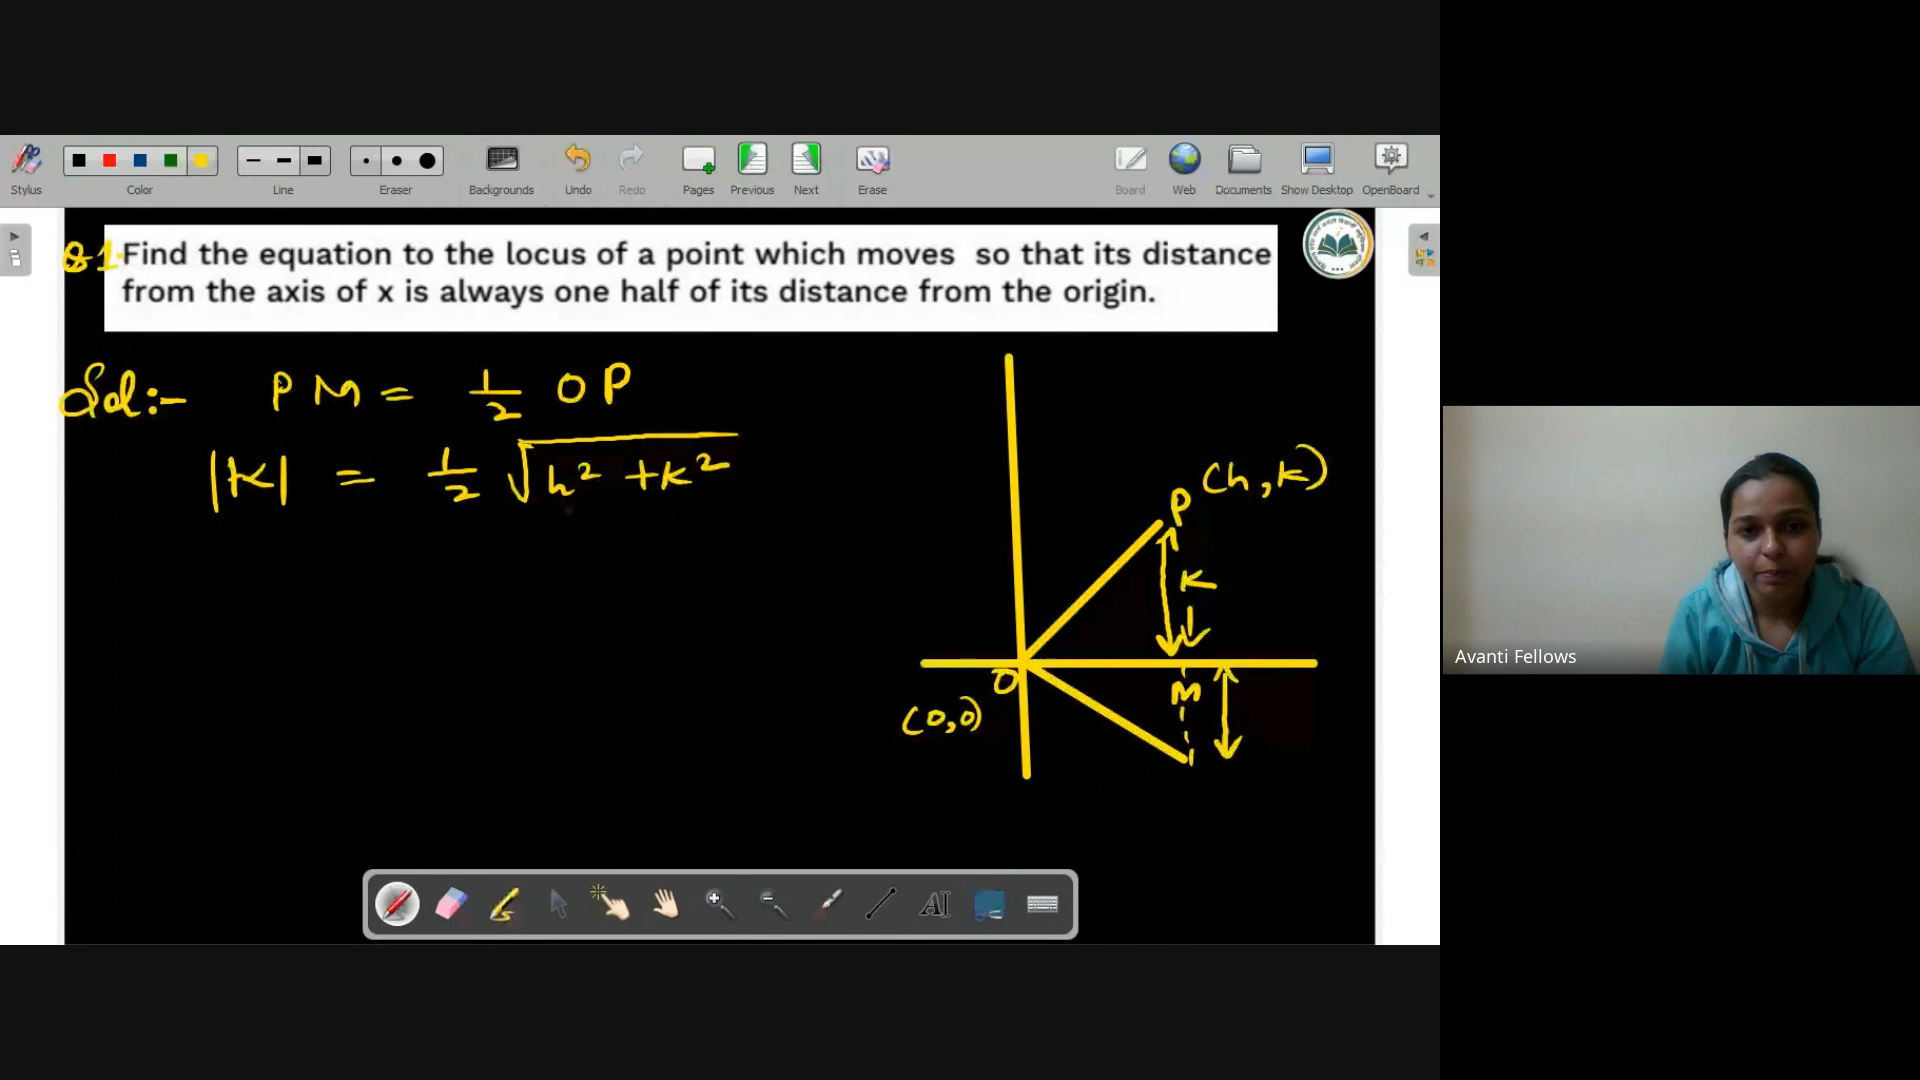 Stylus
Color
Line
Eraser
Backgrounds
Undo
Redo
Pages
Previous
Next
Erase
Board
Web
Documents
Show Desktop
OpenBoard
Q1. Find the equation to the locus of a point which moves so that its distance
from the axis of x is always one half of its distance from the origin.
Sol:- PM = 1/2 OP
|K| = 1/2 √(h² + k²)
P (h, k)
K
O
M
(0,0)
AI
Avanti Fellows